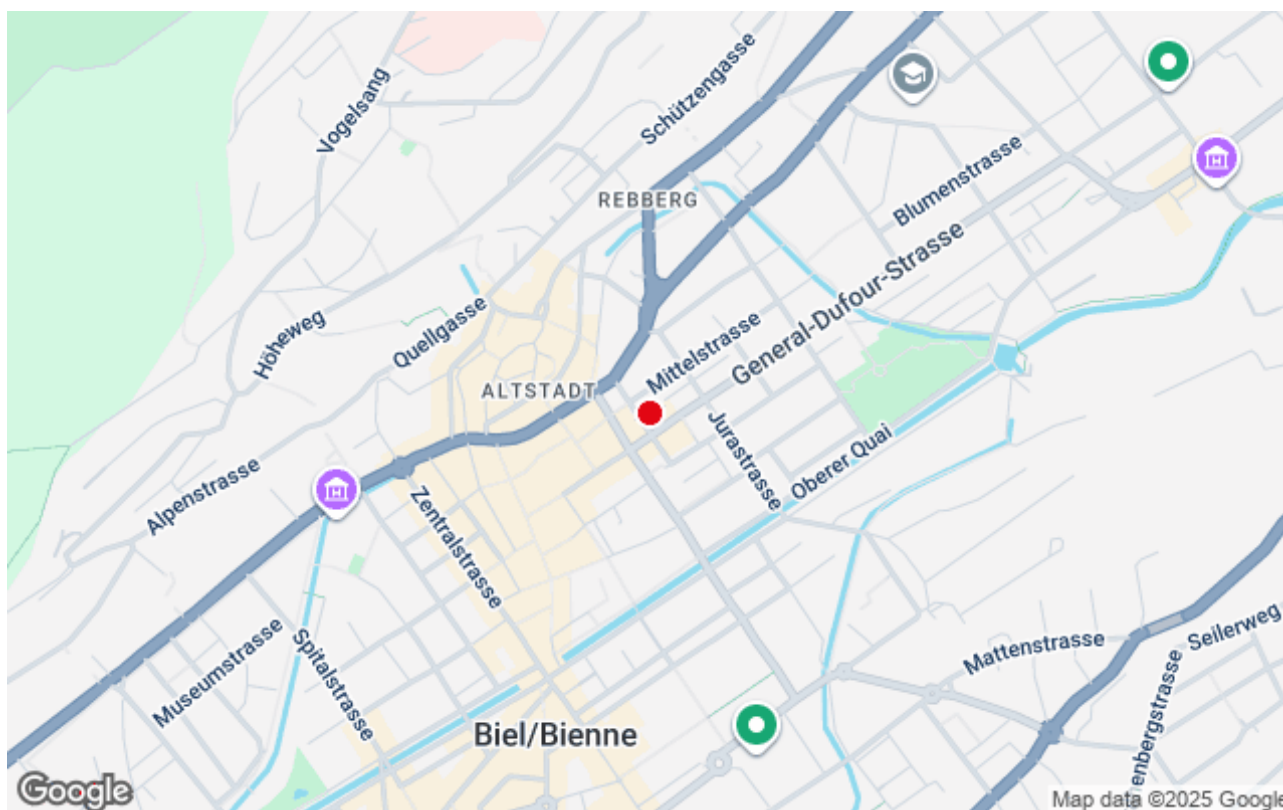 Vogelsang
Schützengasse
REBBERG
Blumenstrasse
Höheweg
Quellgasse
Mittelstrasse
General-Dufour-Strasse
ALTSTADT
Jurastrasse
Oberer Quai
Alpenstrasse
Zentralstrasse
Museumstrasse
Spitalstrasse
Mattenstrasse
Seilerweg
enbergstrasse
Biel/Bienne
Google
Map data ©2025 Google